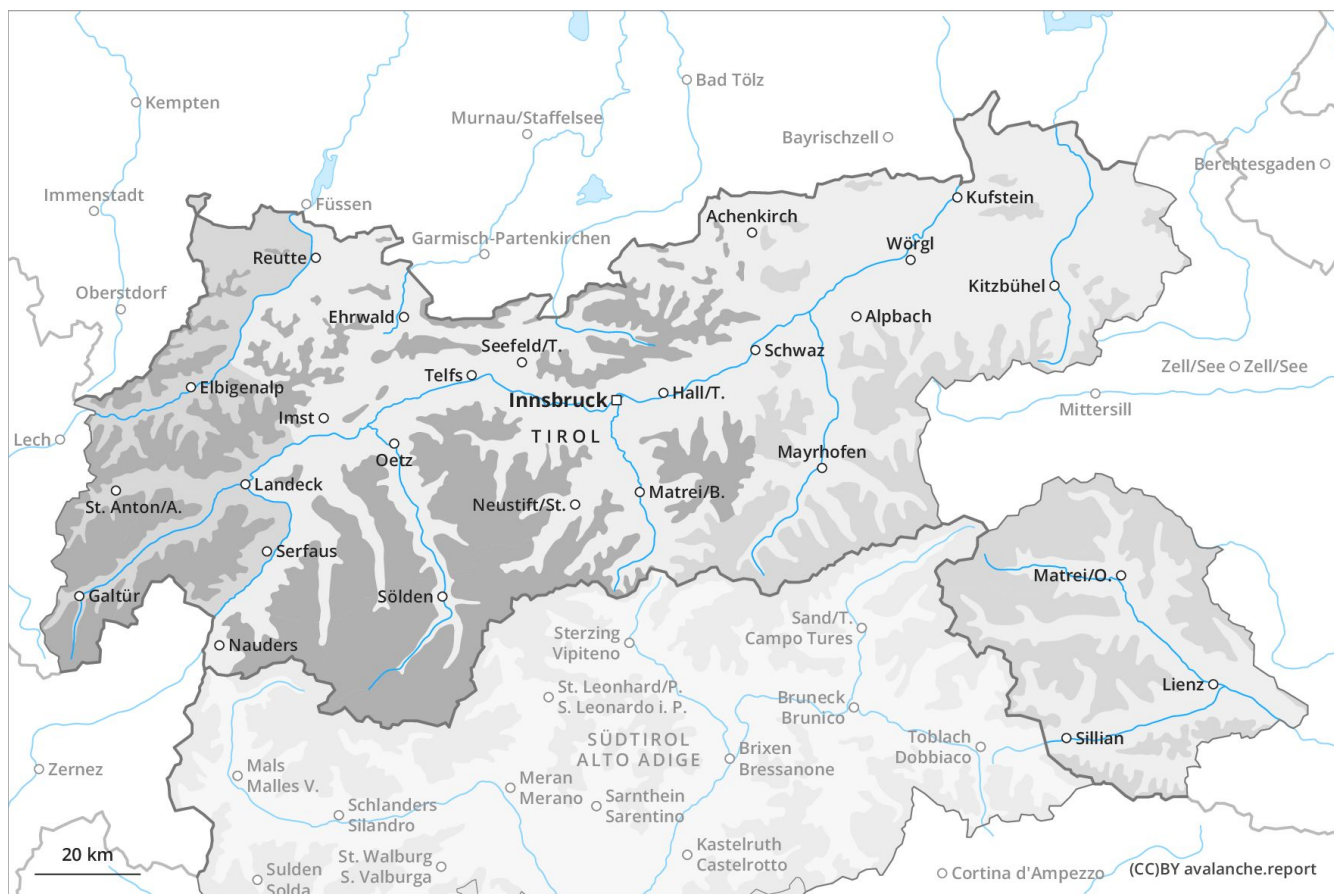 Bad Tölz
Kempten
Murnau/Staffelsee
Bayrischzell
Berchtesgaden
Immenstadt
Füssen
Kufstein
Achenkirch
Garmisch-Partenkirchen
Wörgl
Reutte
Kitzbühel
Oberstdorf
Ehrwald
Alpbach
Seefeld/T.
Schwaz
Zell/See
Zell/See
Telfs
Elbigenalp
Hall/T.
Innsbruck
Mittersill
Imst
Lech
TIROL
Oetz
Mayrhofen
Landeck
Matrei/B.
St. Anton/A.
Neustift/St.
Serfaus
Matrei/O.
Galtür
Sölden
Sand/T.
Campo Tures
Sterzing
Vipiteno
Nauders
Lienz
St. Leonhard/P.
S. Leonardo i. P.
Bruneck
Brunico
Sillian
SÜDTIROL
ALTO ADIGE
Toblach
Dobbiaco
Brixen
Bressanone
Zernez
Mals
Malles V.
Meran
Merano
Sarnthein
Sarentino
Schlanders
Silandro
Kastelruth
Castelrotto
20 km
St. Walburg
S. Valburga
Cortina d'Ampezzo
(CC)BY avalanche.report
Sulden
Solda